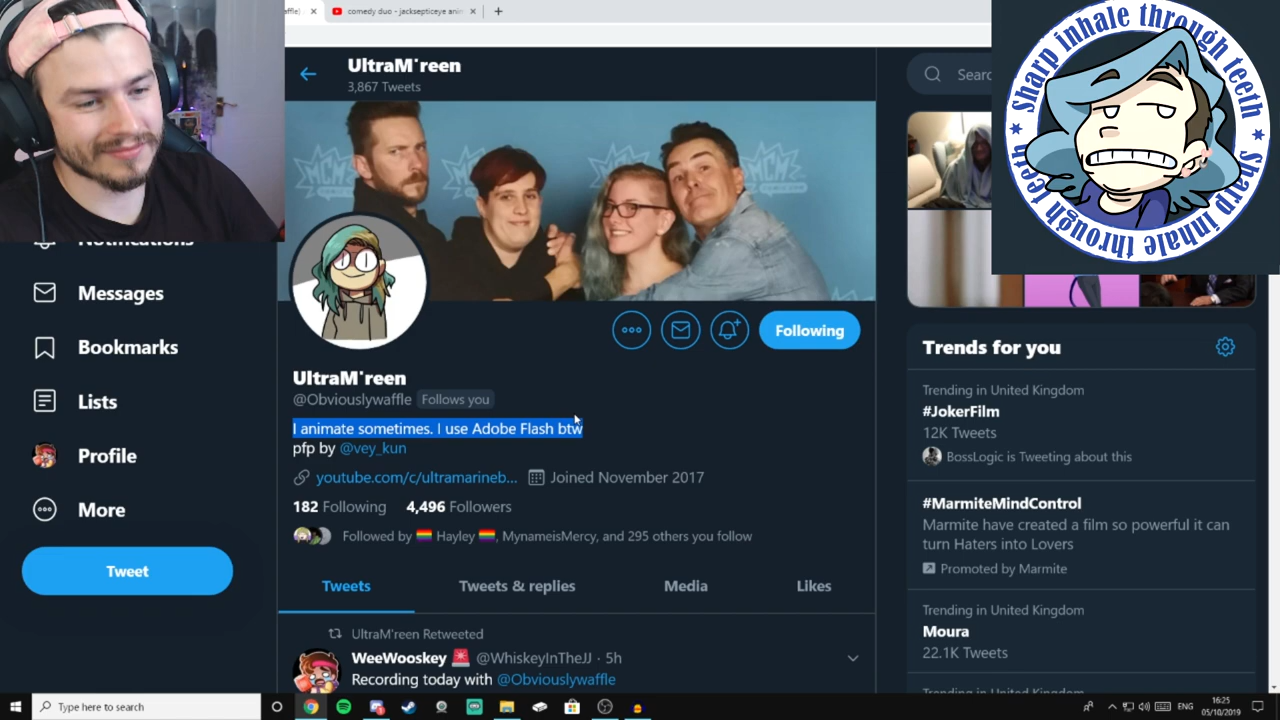 affle)
comedy duo - jacksepticeye anim
UltraM˙reen
3,867 Tweets
Notifications
Messages
Bookmarks
Lists
Profile
More
Tweet
MCM
Following
UltraM˙reen
@Obviouslywaffle Follows you
I animate sometimes. I use Adobe Flash btw
pfp by @vey_kun
youtube.com/c/ultramarineb... Joined November 2017
182 Following 4,496 Followers
Followed by 🏳️‍🌈 Hayley 🏳️‍🌈, MynameisMercy, and 295 others you follow
Tweets Tweets & replies Media Likes
UltraM˙reen Retweeted
WeeWooskey 🚨 @WhiskeyInTheJJ · 5h
Recording today with @Obviouslywaffle
Searc
Sharp inhale through teeth * Sharp inhale through teeth *
Trends for you
Trending in United Kingdom
#JokerFilm
12K Tweets
BossLogic is Tweeting about this
#MarmiteMindControl
Marmite have created a film so powerful it can
turn Haters into Lovers
Promoted by Marmite
Trending in United Kingdom
Moura
22.1K Tweets
Type here to search
ENG
16:25
05/10/2019